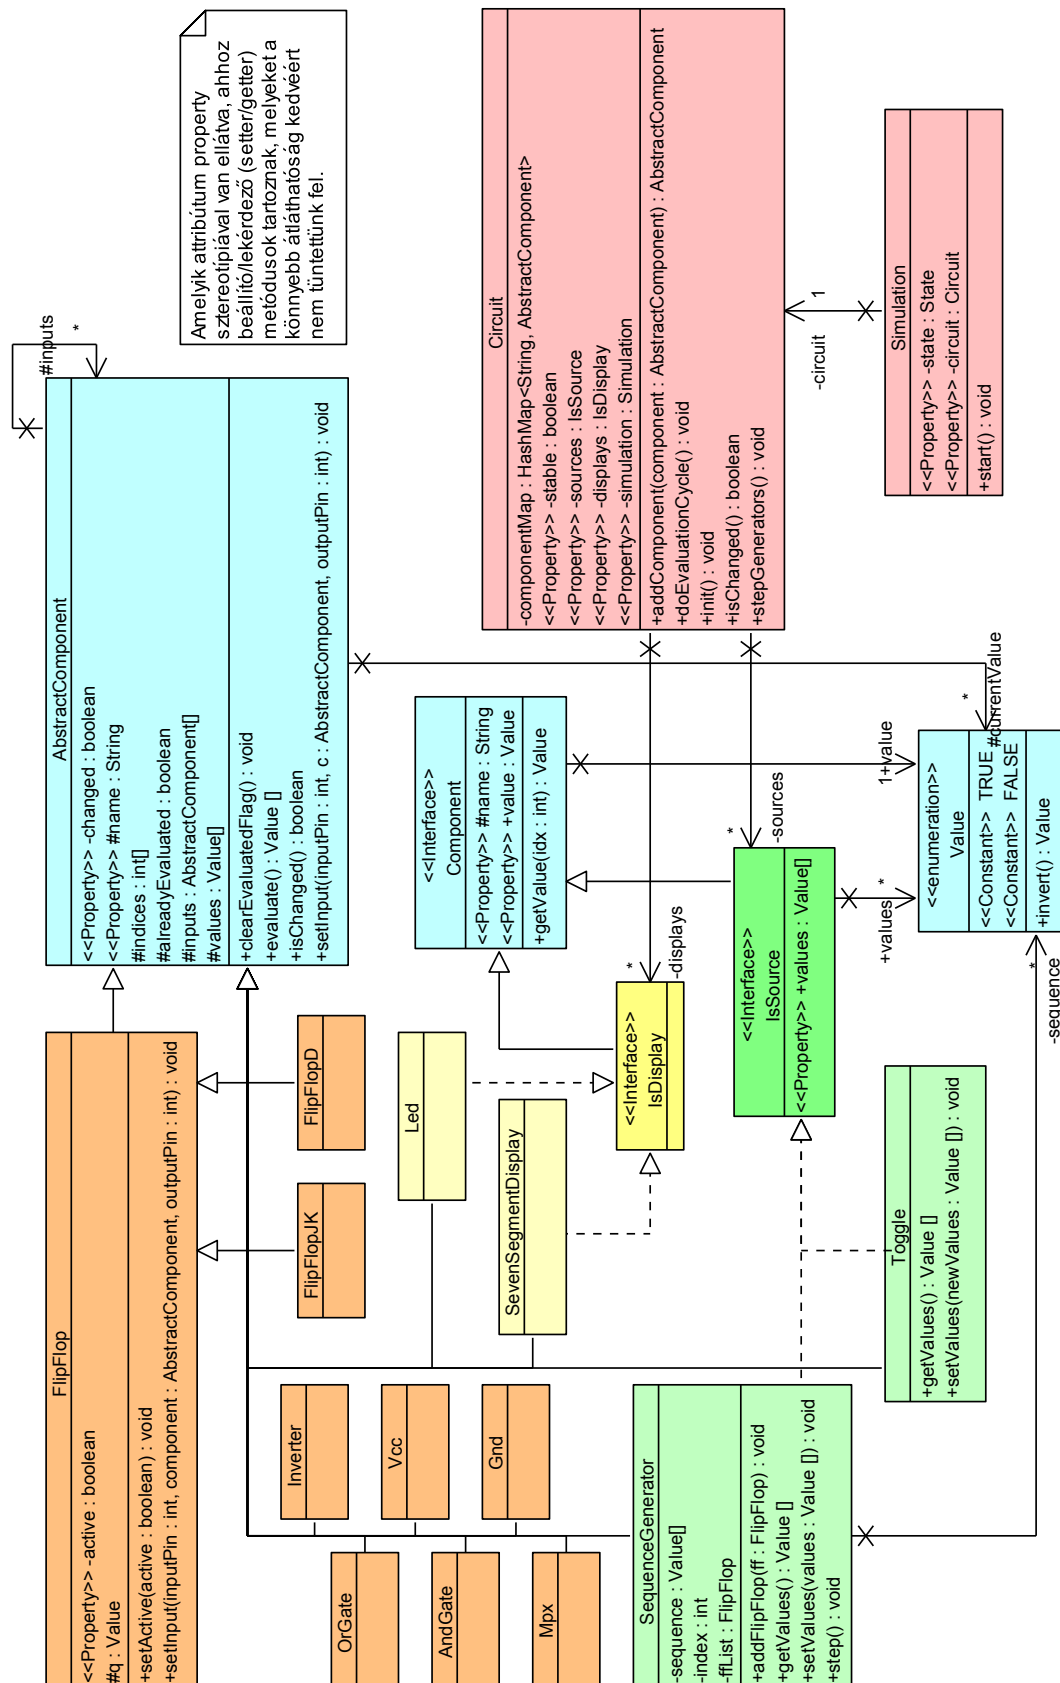 Amelyik attribútum property
sztereotípiával van ellátva, ahhoz
beállító/lekérdező (setter/getter)
metódusok tartoznak, melyeket a
könnyebb átláthatóság kedvéért
nem tüntettünk fel.
#inputs
*
AbstractComponent
<<Property>> -changed : boolean
<<Property>> #name : String
#indices : int[]
#alreadyEvaluated : boolean
#inputs : AbstractComponent[]
#values : Value[]
+clearEvaluatedFlag() : void
+evaluate() : Value []
+isChanged() : boolean
+setInput(inputPin : int, c : AbstractComponent, outputPin : int) : void
Circuit
-componentMap : HashMap<String, AbstractComponent>
<<Property>> -stable : boolean
<<Property>> -sources : IsSource
<<Property>> -displays : IsDisplay
<<Property>> -simulation : Simulation
+addComponent(component : AbstractComponent) : AbstractComponent
+doEvaluationCycle() : void
+init() : void
+isChanged() : boolean
+stepGenerators() : void
-circuit
1
Simulation
<<Property>> -state : State
<<Property>> -circuit : Circuit
+start() : void
<<Interface>>
Component
<<Property>> #name : String
<<Property>> +value : Value
+getValue(idx : int) : Value
1
+value
*
#currentValue
<<enumeration>>
Value
<<Constant>> TRUE
<<Constant>> FALSE
+invert() : Value
*
-sources
*
-displays
<<Interface>>
IsSource
<<Property>> +values : Value[]
+values
*
<<Interface>>
IsDisplay
*
-sequence
FlipFlop
<<Property>> -active : boolean
#q : Value
+setActive(active : boolean) : void
+setInput(inputPin : int, component : AbstractComponent, outputPin : int) : void
FlipFlopD
FlipFlopJK
Led
SevenSegmentDisplay
Toggle
+getValues() : Value []
+setValues(newValues : Value []) : void
Inverter
Vcc
Gnd
OrGate
AndGate
Mpx
SequenceGenerator
-sequence : Value[]
-index : int
-ffList : FlipFlop
+addFlipFlop(ff : FlipFlop) : void
+getValues() : Value []
+setValues(values : Value []) : void
+step() : void